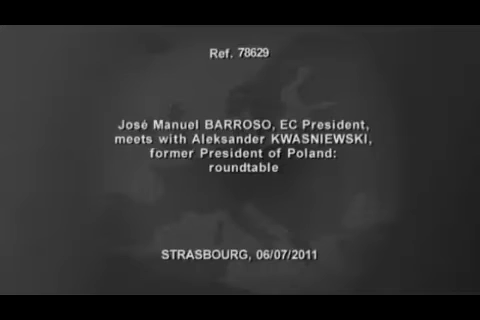 Ref. 78629
José Manuel BARROSO, EC President,
meets with Aleksander KWASNIEWSKI,
former President of Poland:
roundtable
STRASBOURG, 06/07/2011